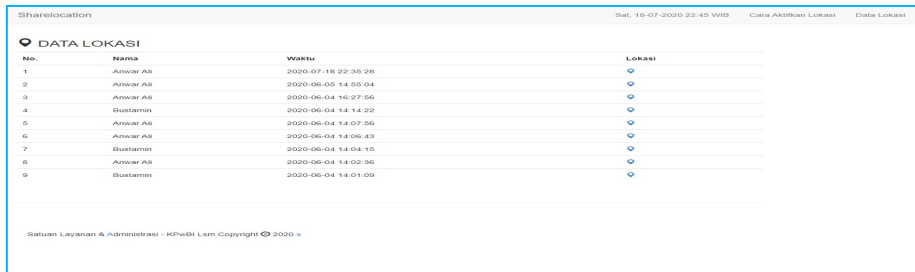 Sharelocation Sat, 18-07-2020 22:45 WIB Cara Aktifkan Lokasi Data Lokasi
DATA LOKASI
No. Nama Waktu Lokasi
1 Anwar Ali 2020-07-18 22:35:28
2 Anwar Ali 2020-06-05 14:55:04
3 Anwar Ali 2020-06-04 16:27:56
4 Bustamin 2020-06-04 14:14:22
5 Anwar Ali 2020-06-04 14:07:56
6 Anwar Ali 2020-06-04 14:06:43
7 Bustamin 2020-06-04 14:04:15
8 Anwar Ali 2020-06-04 14:02:36
9 Bustamin 2020-06-04 14:01:09
Satuan Layanan & Administrasi - KPwBI Lsm Copyright © 2020 x